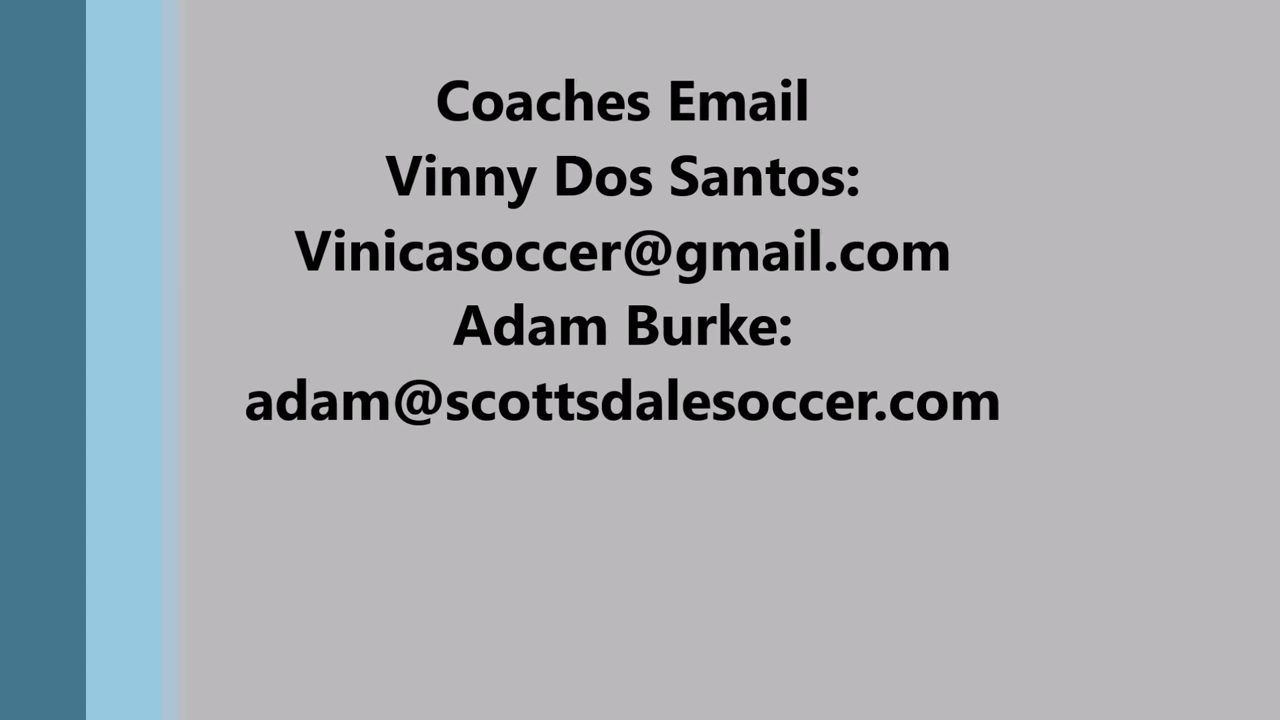 Coaches Email
Vinny Dos Santos:
Vinicasoccer@gmail.com
Adam Burke:
adam@scottsdalesoccer.com